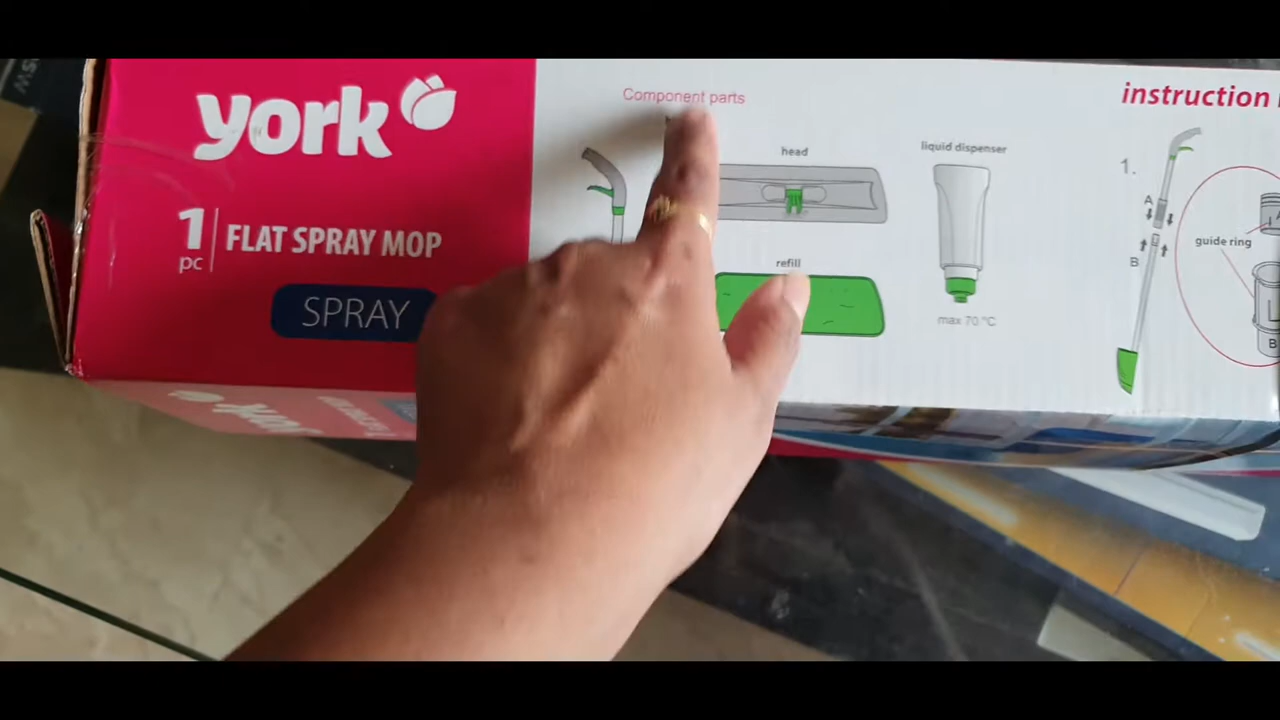 york
1 pc
FLAT SPRAY MOP
SPRAY
Component parts
head
refill
liquid dispenser
max 70 °C
instruction
1.
A
B
guide ring
B
york